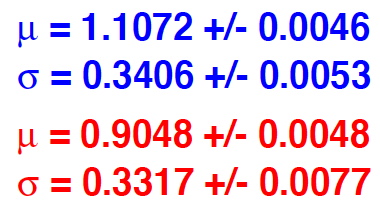 μ = 1.1072 +/- 0.0046
σ = 0.3406 +/- 0.0053
μ = 0.9048 +/- 0.0048
σ = 0.3317 +/- 0.0077